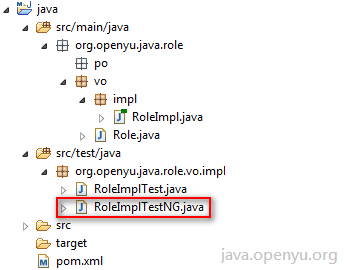 java
src/main/java
org.openyu.java.role
po
vo
impl
RoleImpl.java
Role.java
src/test/java
org.openyu.java.role.vo.impl
RoleImplTest.java
RoleImplTestNG.java
src
target
pom.xml
java.openyu.org